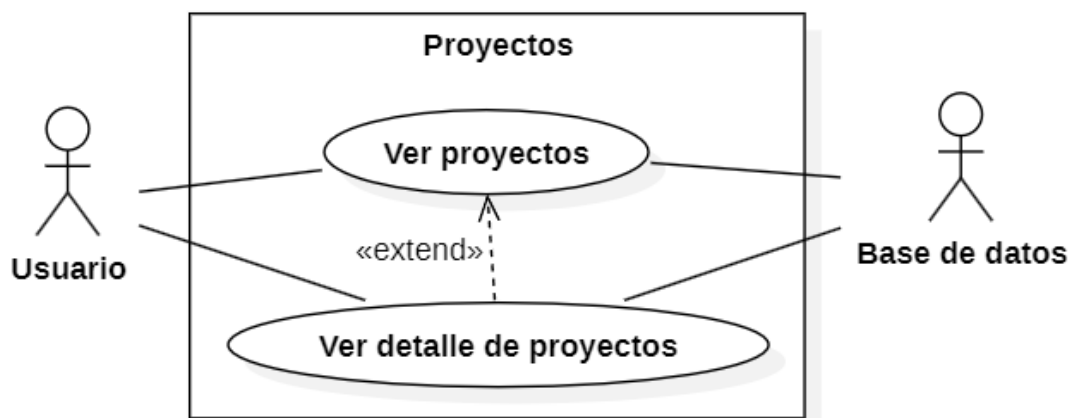 Proyectos
Ver proyectos
«extend»
Usuario
Base de datos
Ver detalle de proyectos